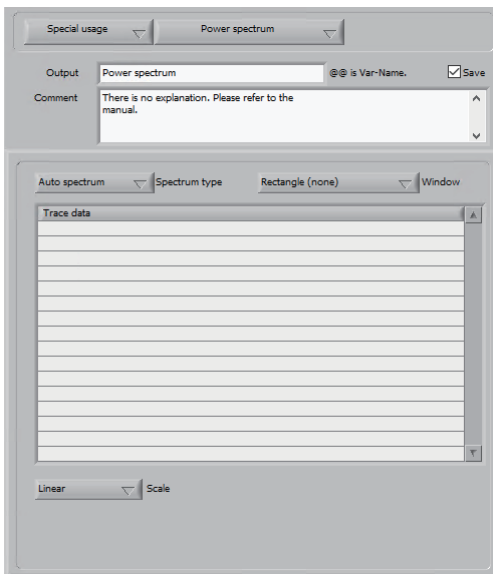 Special usage Power spectrum
Output Power spectrum @@ is Var-Name. Save
Comment There is no explanation. Please refer to the
manual.
Auto spectrum Spectrum type Rectangle (none) Window
Trace data
Linear Scale